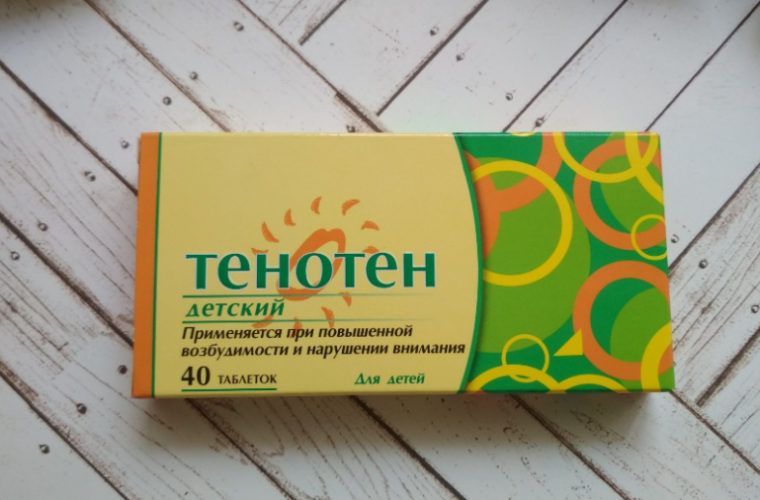 тенотен
детский
Применяется при повышенной
возбудимости и нарушении внимания
40 таблеток
Для детей